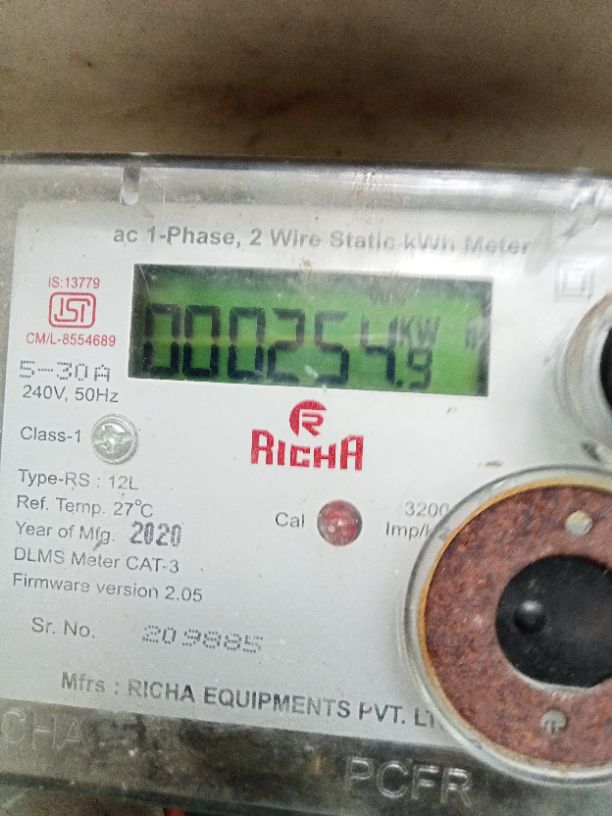 ac 1-Phase, 2 Wire Static kWh Meter
IS:13779
CM/L-8554689
000254.9 KW
5-30A
240V, 50Hz
RICHA
Class-1
Type-RS : 12L
Ref. Temp. 27°C
Cal
3200
Imp/k
Year of Mfg. 2020
DLMS Meter CAT-3
Firmware version 2.05
Sr. No. 209885
Mfrs : RICHA EQUIPMENTS PVT. LT